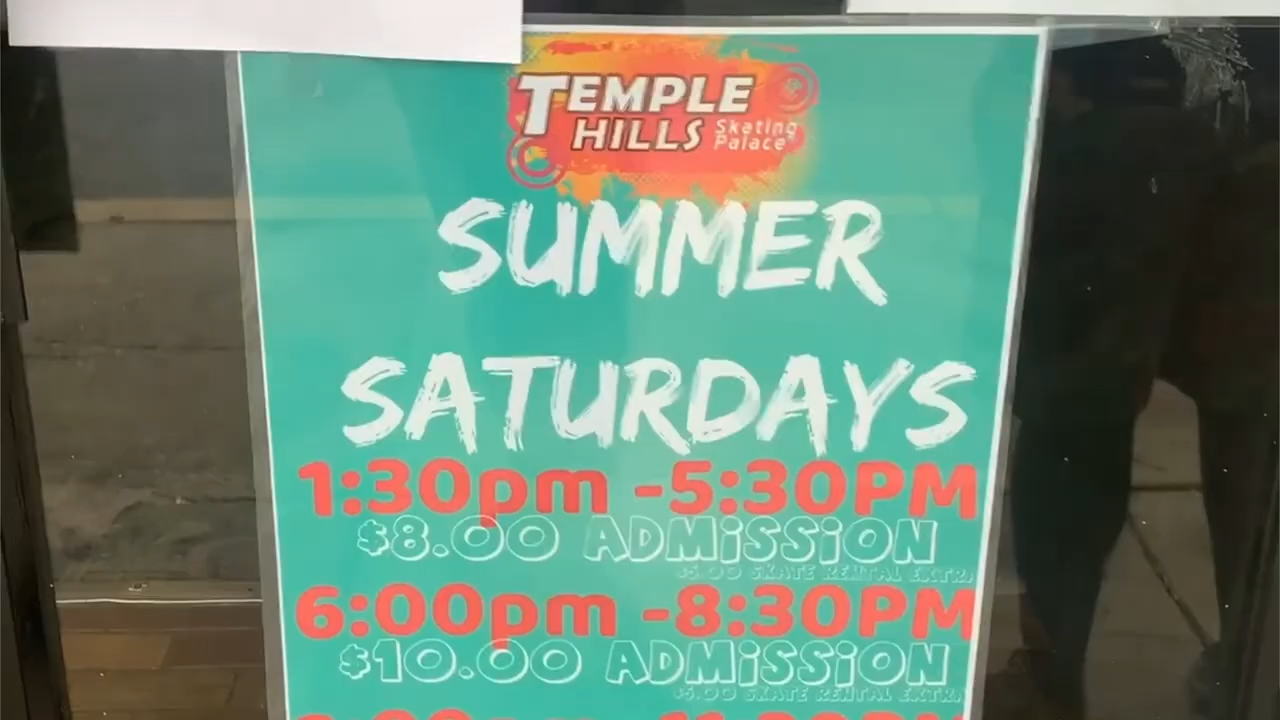 TEMPLE
HILLS Skating
Palace
SUMMER
SATURDAYS
1:30pm -5:30PM
$8.00 ADMISSION
$5.00 SKATE RENTAL EXTRA
6:00pm -8:30PM
$10.00 ADMISSION
$5.00 SKATE RENTAL EXTRA